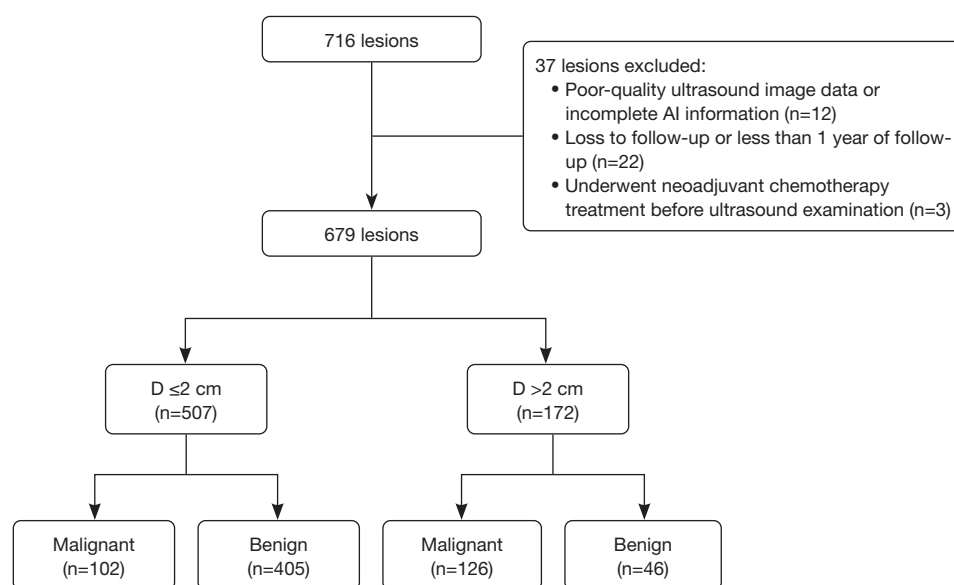 716 lesions
37 lesions excluded:
• Poor-quality ultrasound image data or
incomplete AI information (n=12)
• Loss to follow-up or less than 1 year of follow-
up (n=22)
• Underwent neoadjuvant chemotherapy
treatment before ultrasound examination (n=3)
679 lesions
D ≤2 cm
(n=507)
D >2 cm
(n=172)
Malignant
(n=102)
Benign
(n=405)
Malignant
(n=126)
Benign
(n=46)